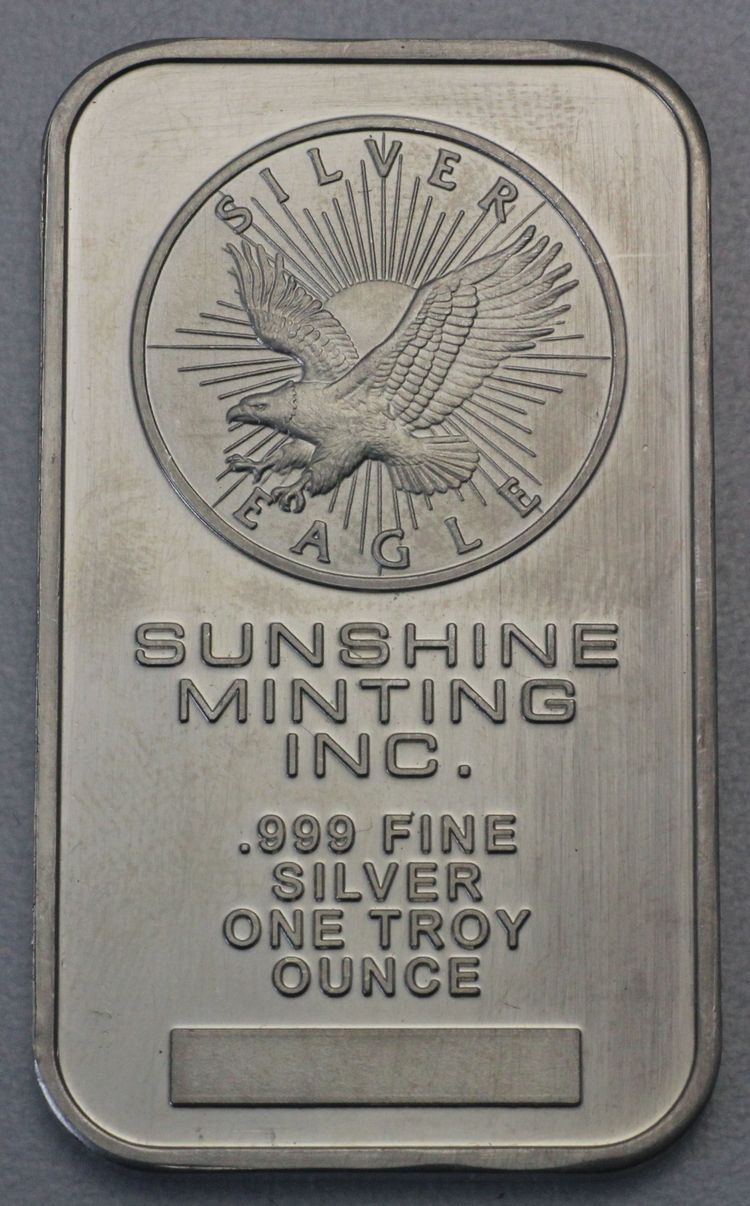 SILVER
EAGLE
SUNSHINE
MINTING
INC.
.999 FINE
SILVER
ONE TROY
OUNCE